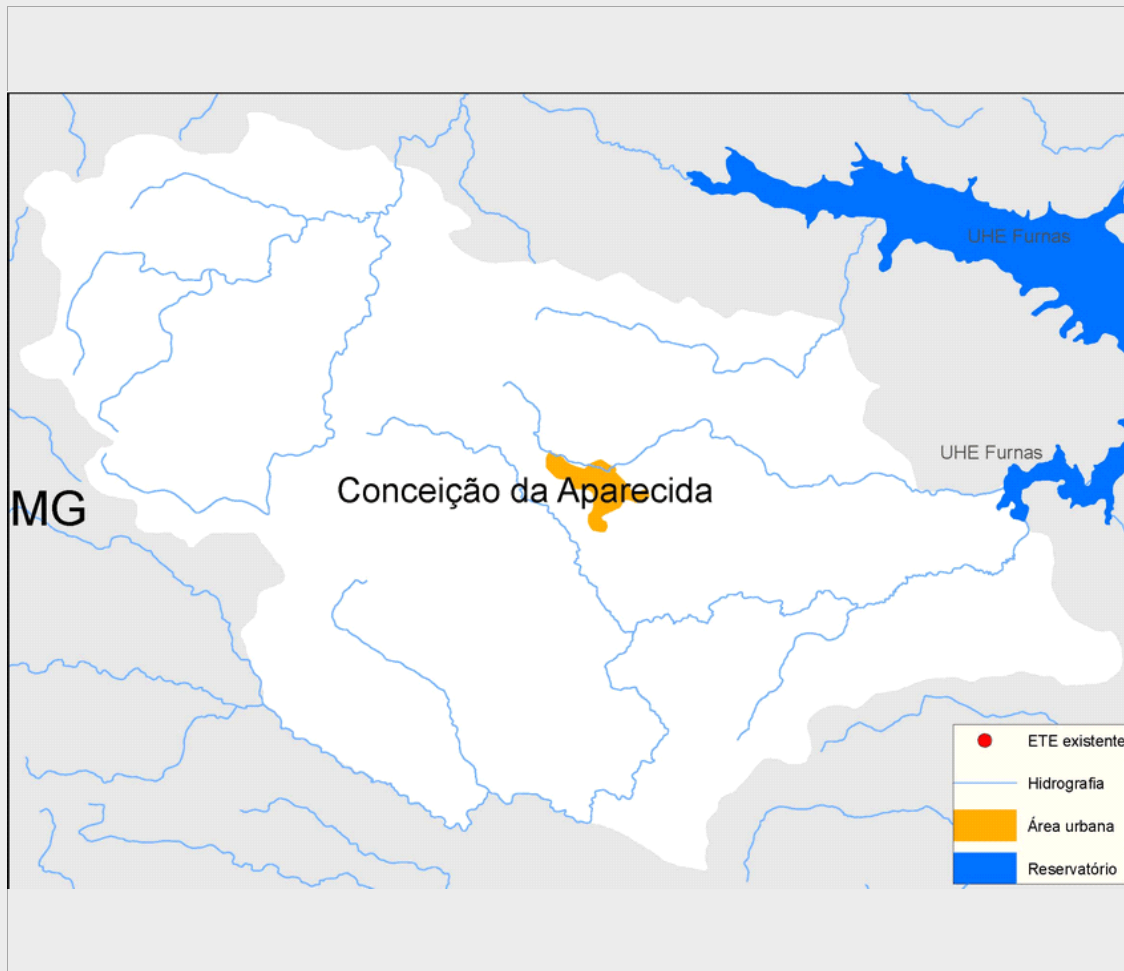 UHE Furnas
UHE Furnas
Conceição da Aparecida
MG
ETE existente
Hidrografia
Área urbana
Reservatório